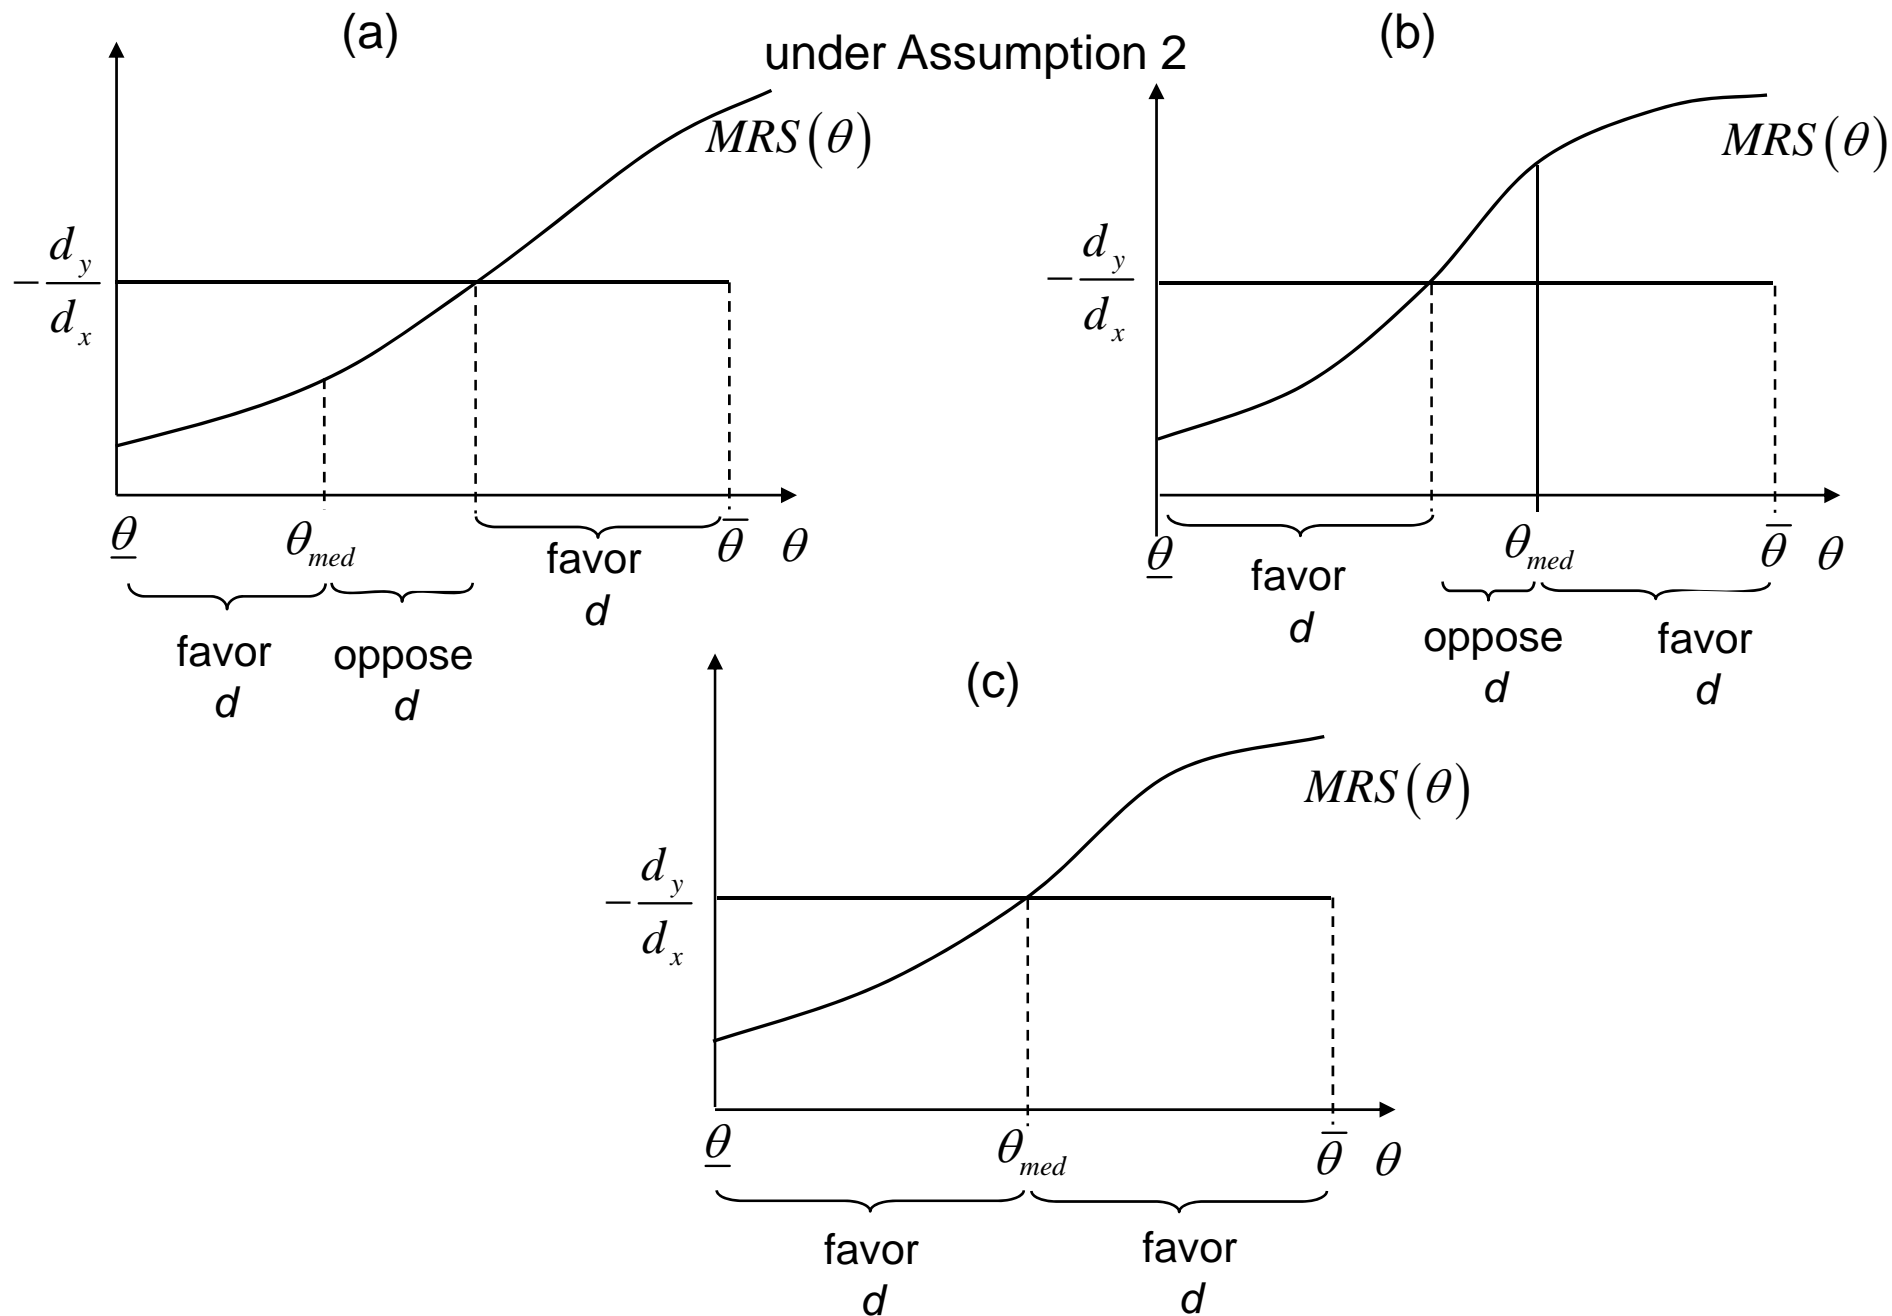 (a)
under Assumption 2
(b)
MRS(θ)
− d_y / d_x
θ̲ θ_med θ̅ θ
favor
d
favor
d
oppose
d
MRS(θ)
− d_y / d_x
θ̲ θ_med θ̅ θ
favor
d
oppose
d
favor
d
(c)
MRS(θ)
− d_y / d_x
θ̲ θ_med θ̅ θ
favor
d
favor
d